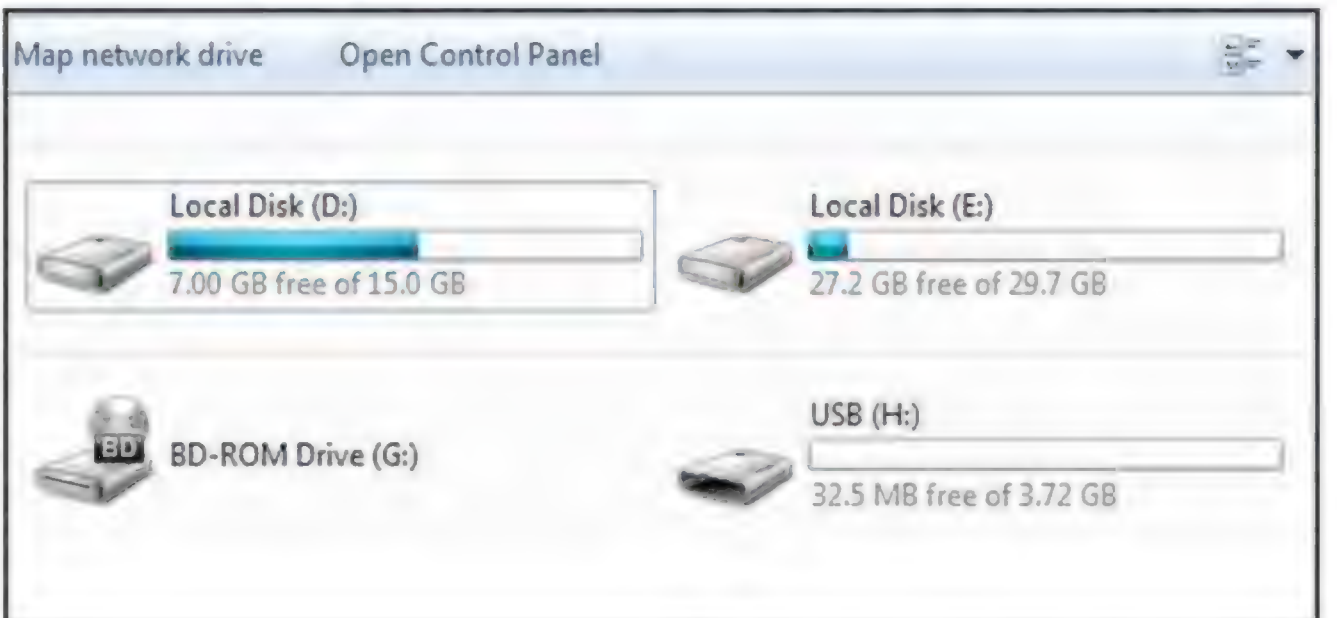 Map network drive Open Control Panel
Local Disk (D:) Local Disk (E:)
7.00 GB free of 15.0 GB 27.2 GB free of 29.7 GB
USB (H:)
BD BD-ROM Drive (G:)
32.5 MB free of 3.72 GB